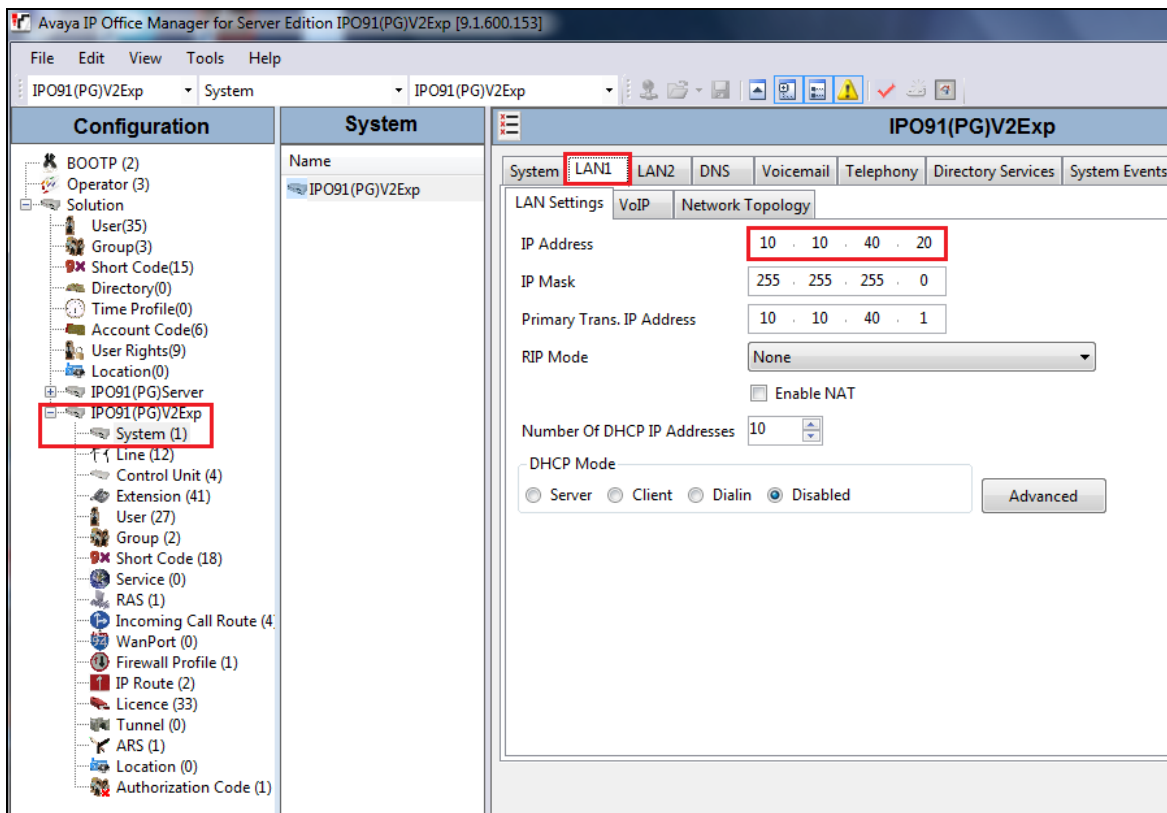 Avaya IP Office Manager for Server Edition IPO91(PG)V2Exp [9.1.600.153]
File Edit View Tools Help
IPO91(PG)V2Exp System IPO91(PG)V2Exp
Configuration
BOOTP (2)
Operator (3)
Solution
User(35)
Group(3)
Short Code(15)
Directory(0)
Time Profile(0)
Account Code(6)
User Rights(9)
Location(0)
IPO91(PG)Server
IPO91(PG)V2Exp
System (1)
Line (12)
Control Unit (4)
Extension (41)
User (27)
Group (2)
Short Code (18)
Service (0)
RAS (1)
Incoming Call Route (4
WanPort (0)
Firewall Profile (1)
IP Route (2)
Licence (33)
Tunnel (0)
ARS (1)
Location (0)
Authorization Code (1)
System
Name
IPO91(PG)V2Exp
IPO91(PG)V2Exp
System LAN1 LAN2 DNS Voicemail Telephony Directory Services System Events
LAN Settings VoIP Network Topology
IP Address 10 . 10 . 40 . 20
IP Mask 255 . 255 . 255 . 0
Primary Trans. IP Address 10 . 10 . 40 . 1
RIP Mode None
Enable NAT
Number Of DHCP IP Addresses 10
DHCP Mode
Server Client Dialin Disabled Advanced